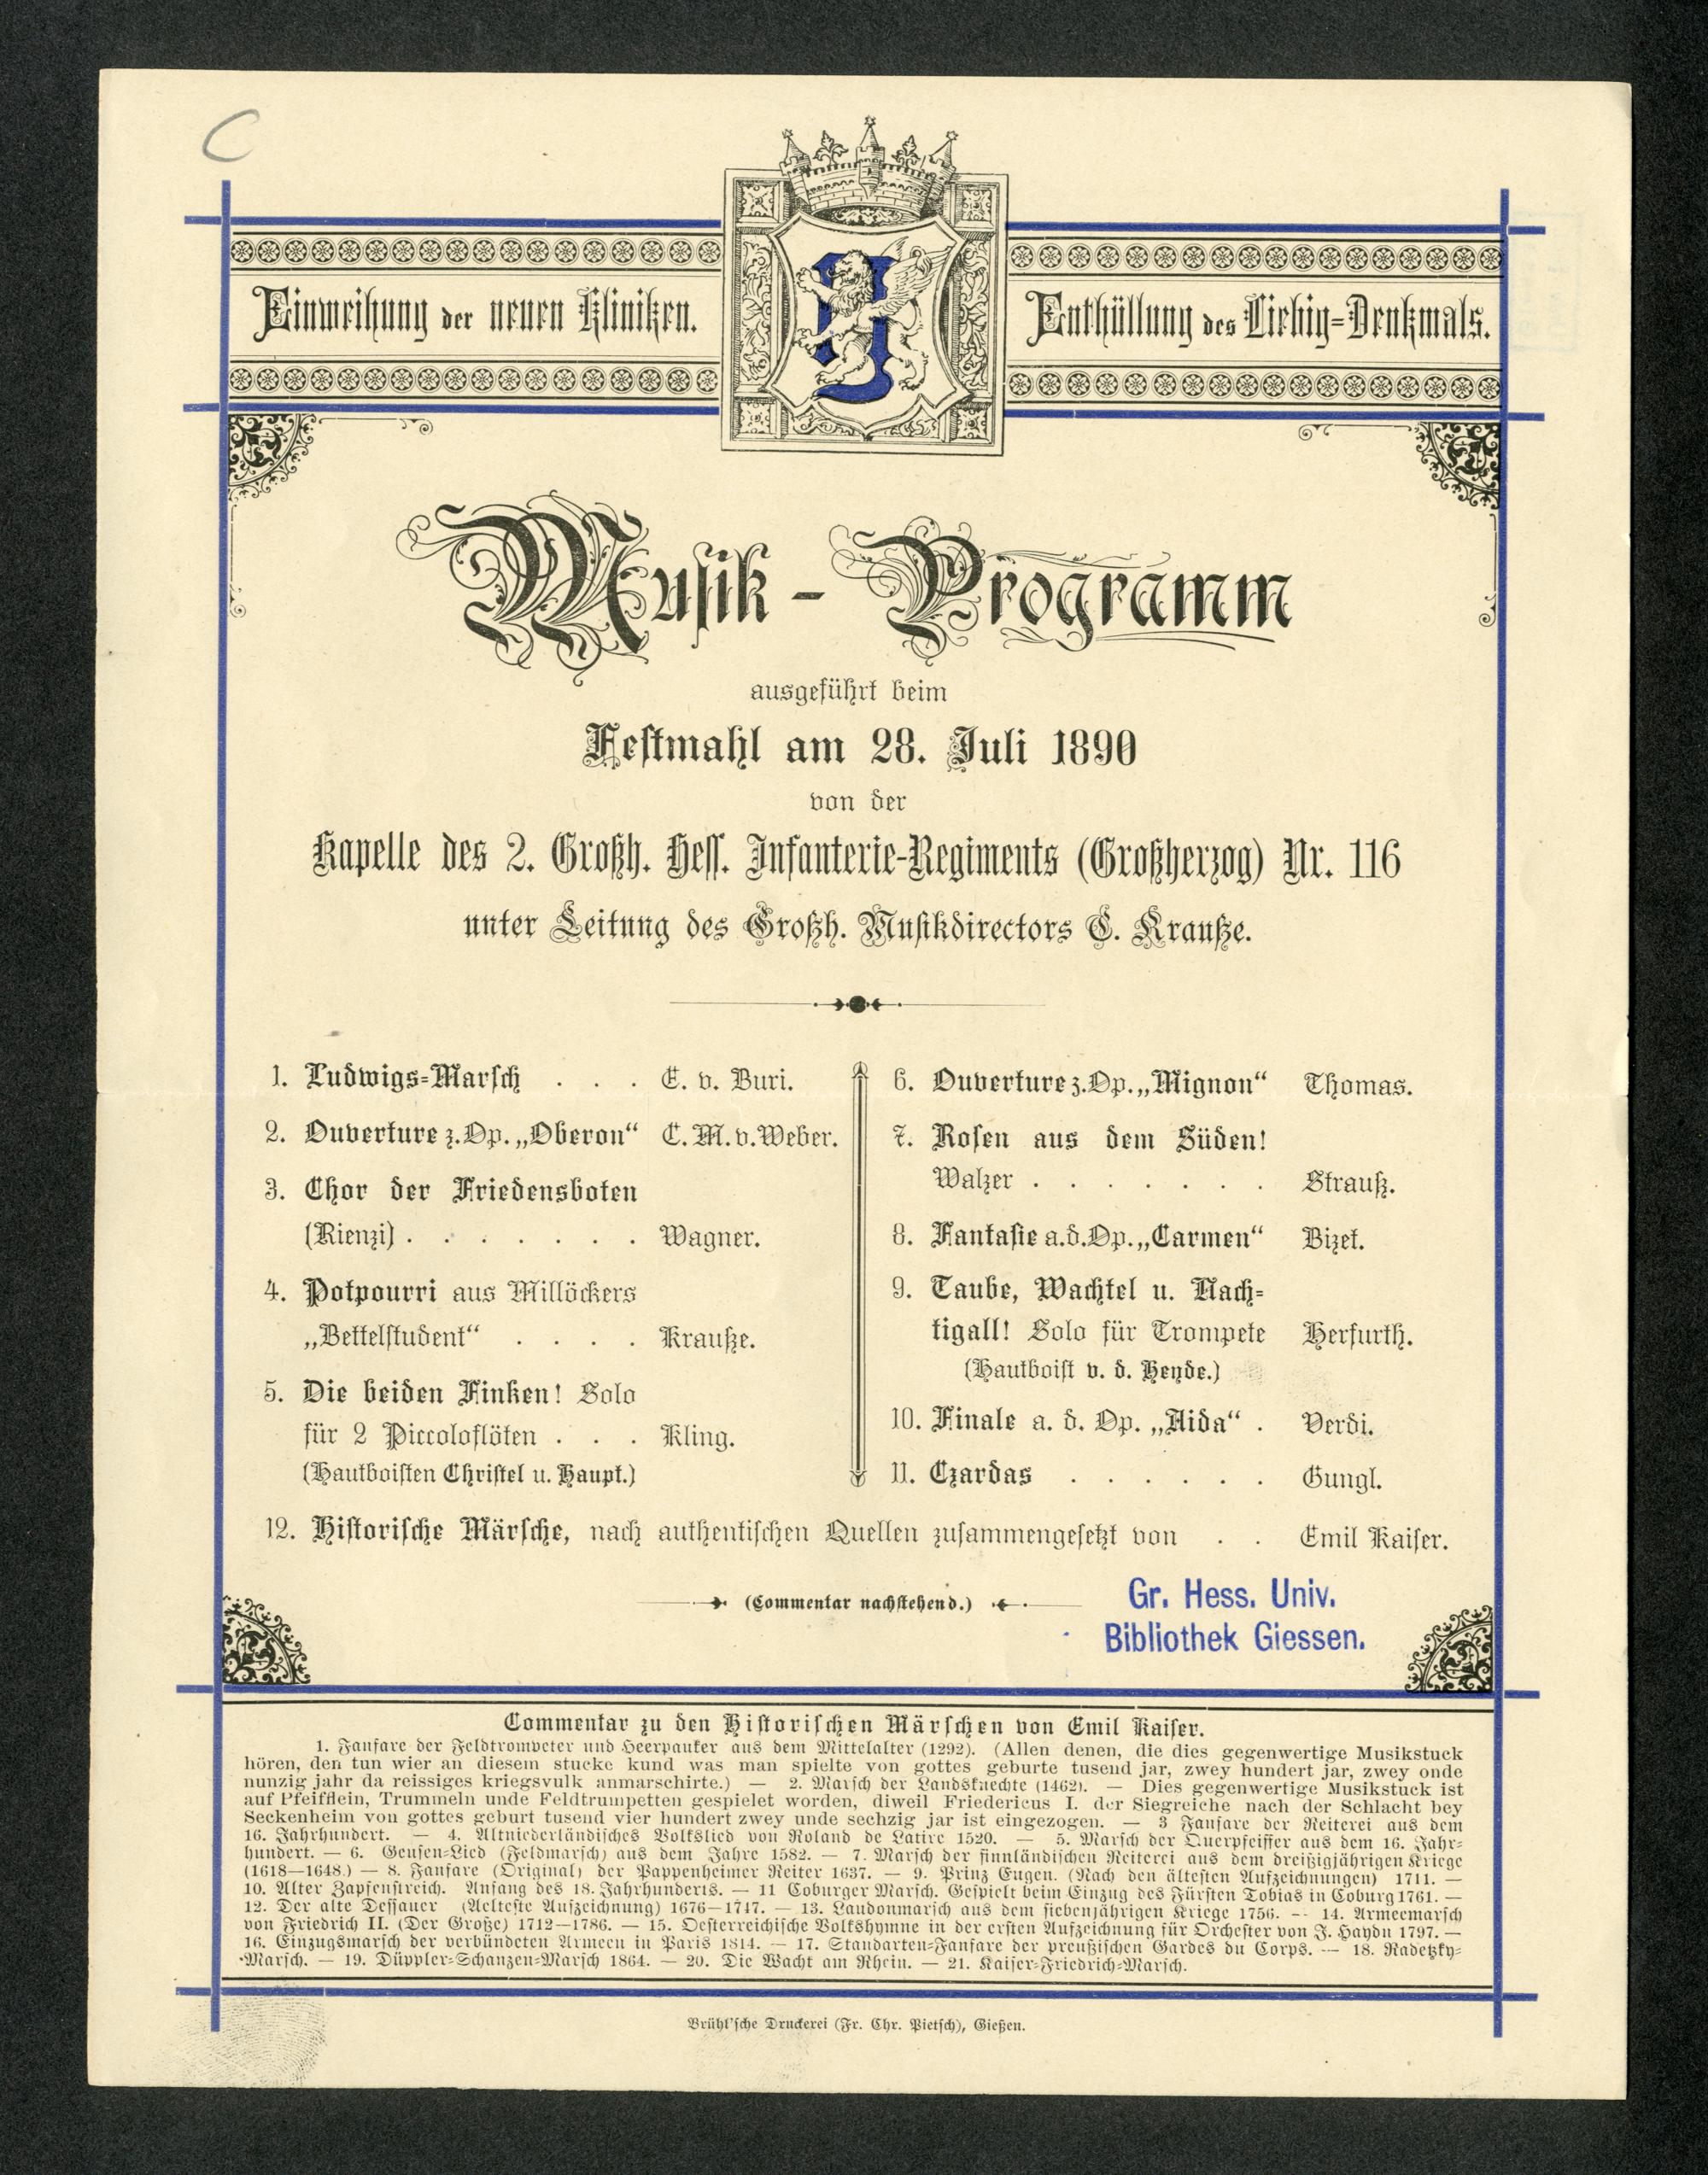 C
Einweihung der neuen Kliniken.
Enthüllung des Liebig=Denkmals.
Musik - Programm
ausgeführt beim
Festmahl am 28. Juli 1890
von der
Kapelle des 2. Großh. Hess. Infanterie-Regiments (Großherzog) Nr. 116
unter Leitung des Großh. Musikdirectors C. Krauße.
1. Ludwigs=Marsch . . . E. v. Buri.
2. Ouverture z. Op. „Oberon“ C. M. v. Weber.
3. Chor der Friedensboten
(Rienzi) . . . . . . . Wagner.
4. Potpourri aus Millöckers
„Bettelstudent“ . . . . Krauße.
5. Die beiden Finken! Solo
für 2 Piccoloflöten . . . Kling.
(Hautboisten Christel u. Haupt.)
6. Ouverture z. Op. „Mignon“ Thomas.
7. Rosen aus dem Süden!
Walzer . . . . . . . Strauß.
8. Fantasie a. d. Op. „Carmen“ Bizet.
9. Taube, Wachtel u. Nach=
tigall! Solo für Trompete Herfurth.
(Hautboist v. d. Heyde.)
10. Finale a. d. Op. „Aida“ . Verdi.
11. Czardas . . . . . . Gungl.
12. Historische Märsche, nach authentischen Quellen zusammengesetzt von . . Emil Kaiser.
(Commentar nachstehend.)
Gr. Hess. Univ.
Bibliothek Giessen.
Commentar zu den Historischen Märschen von Emil Kaiser.
1. Fanfare der Feldtrompeter und Heerpauker aus dem Mittelalter (1292). (Allen denen, die dies gegenwertige Musikstuck
hören, den tun wier an diesem stucke kund was man spielte von gottes geburte tusend jar, zwey hundert jar, zwey onde
nunzig jahr da reissiges kriegsvulk anmarschirte.) — 2. Marsch der Landsknechte (1462). — Dies gegenwertige Musikstuck ist
auf Pfeifflein, Trummeln unde Feldtrumpetten gespielet worden, diweil Friedericus I. der Siegreiche nach der Schlacht bey
Seckenheim von gottes geburt tusend vier hundert zwey unde sechzig jar ist eingezogen. — 3 Fanfare der Reiterei aus dem
16. Jahrhundert. — 4. Altniederländisches Volkslied von Roland de Latire 1520. — 5. Marsch der Querpfeiffer aus dem 16. Jahr=
hundert. — 6. Geusen=Lied (Feldmarsch) aus dem Jahre 1582. — 7. Marsch der finnländischen Reiterei aus dem dreißigjährigen Kriege
(1618—1648.) — 8. Fanfare (Original) der Pappenheimer Reiter 1637. — 9. Prinz Eugen. (Nach den ältesten Aufzeichnungen) 1711. —
10. Alter Zapfenstreich. Anfang des 18. Jahrhunderts. — 11 Coburger Marsch. Gespielt beim Einzug des Fürsten Tobias in Coburg 1761. —
12. Der alte Dessauer (Aelteste Aufzeichnung) 1676—1747. — 13. Laudonmarsch aus dem siebenjährigen Kriege 1756. -- 14. Armeemarsch
von Friedrich II. (Der Große) 1712—1786. — 15. Oesterreichische Volkshymne in der ersten Aufzeichnung für Orchester von J. Haydn 1797. —
16. Einzugsmarsch der verbündeten Armeen in Paris 1814. — 17. Standarten=Fanfare der preußischen Gardes du Corps. — 18. Radetzky=
Marsch. — 19. Düppler=Schanzen=Marsch 1864. — 20. Die Wacht am Rhein. — 21. Kaiser=Friedrich=Marsch.
Brühl'sche Druckerei (Fr. Chr. Pietsch), Gießen.